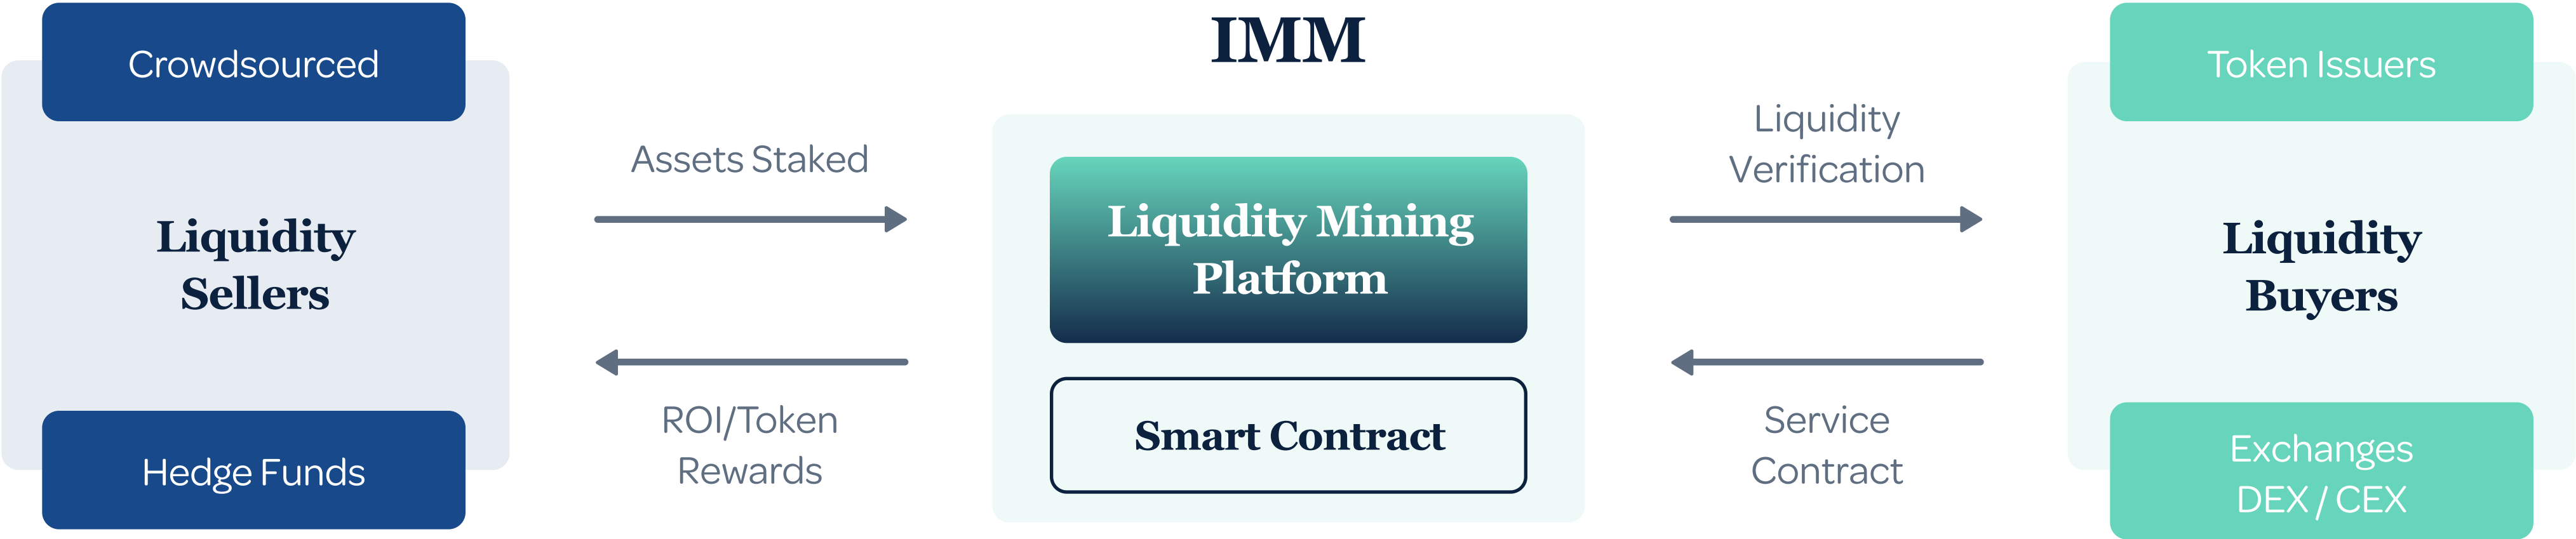 Crowdsourced
Liquidity
Sellers
Hedge Funds
Assets Staked
ROI/Token
Rewards
IMM
Liquidity Mining
Platform
Smart Contract
Liquidity
Verification
Service
Contract
Token Issuers
Liquidity
Buyers
Exchanges
DEX / CEX